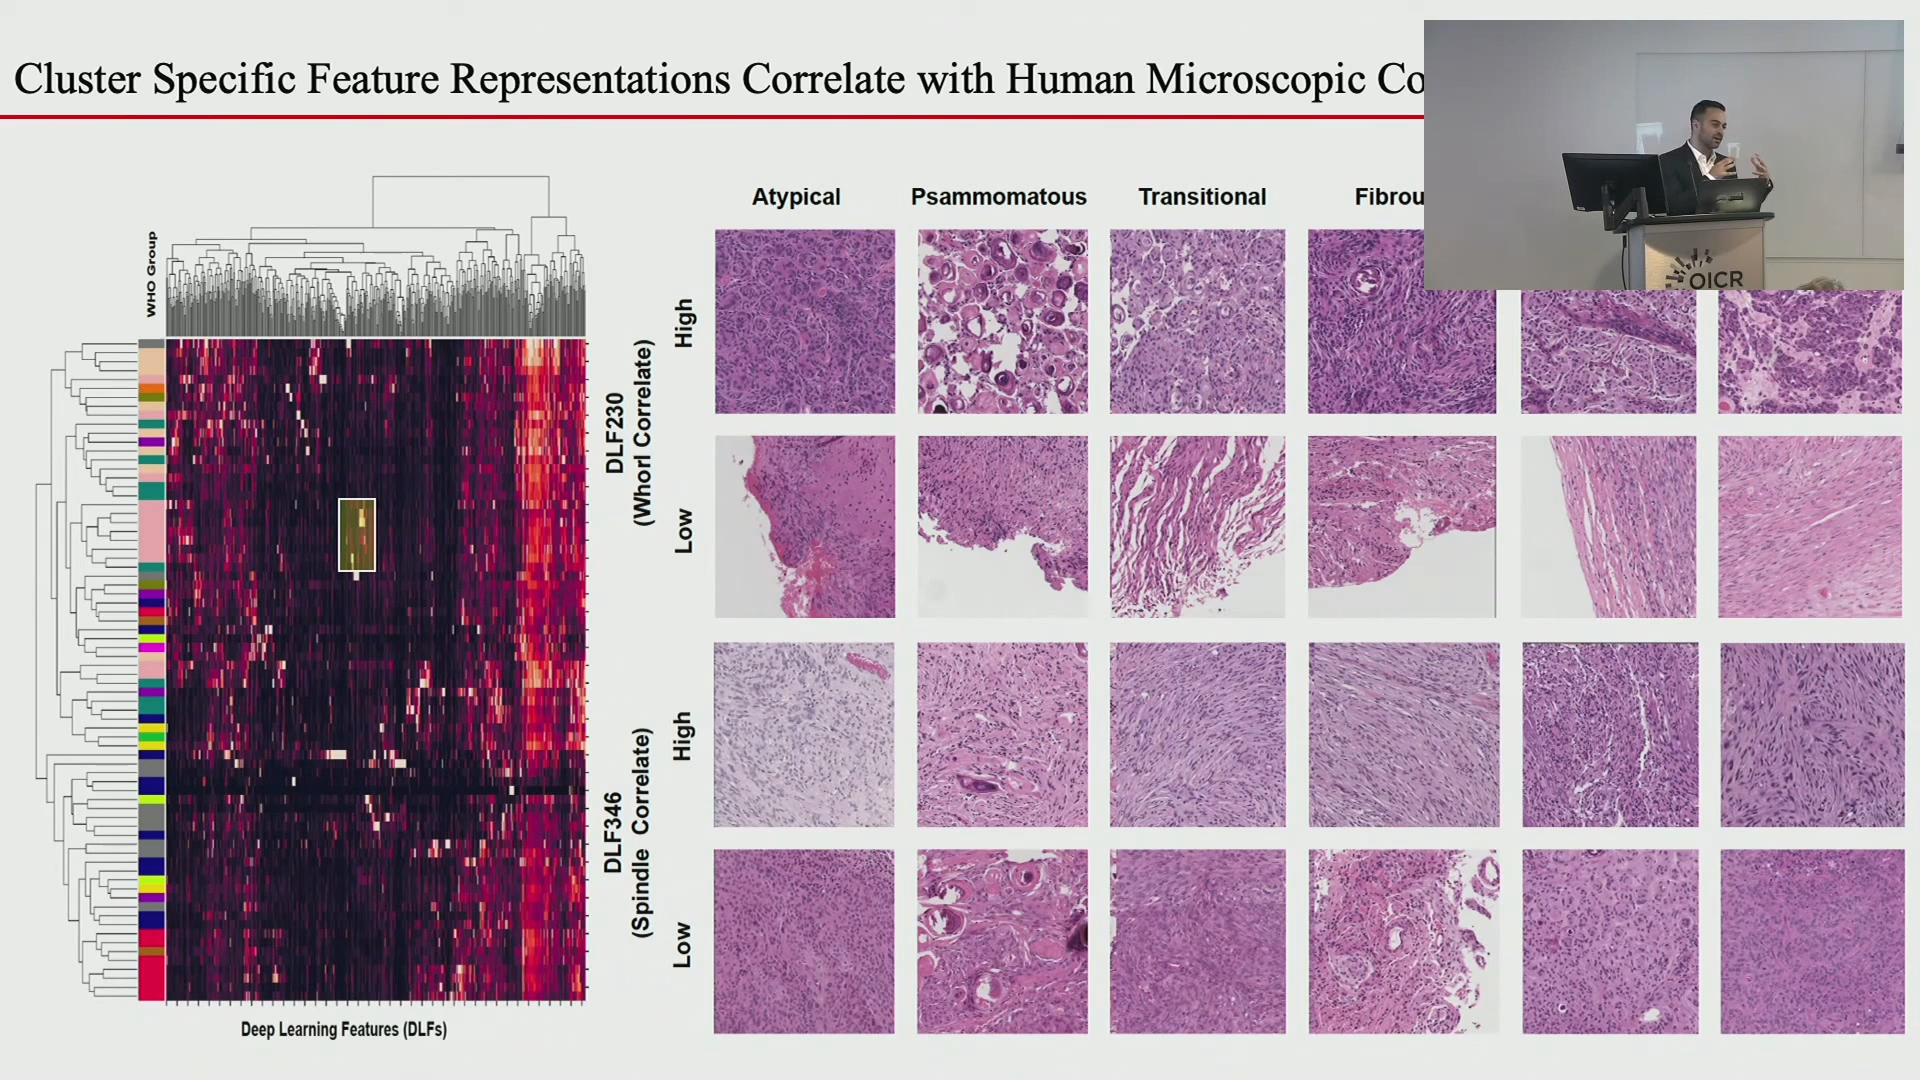 Cluster Specific Feature Representations Correlate with Human Microscopic Co
Atypical
Psammomatous
Transitional
Fibrou
WHO Group
High
DLF230
(Whorl Correlate)
Low
High
DLF346
(Spindle Correlate)
Low
Deep Learning Features (DLFs)
OICR